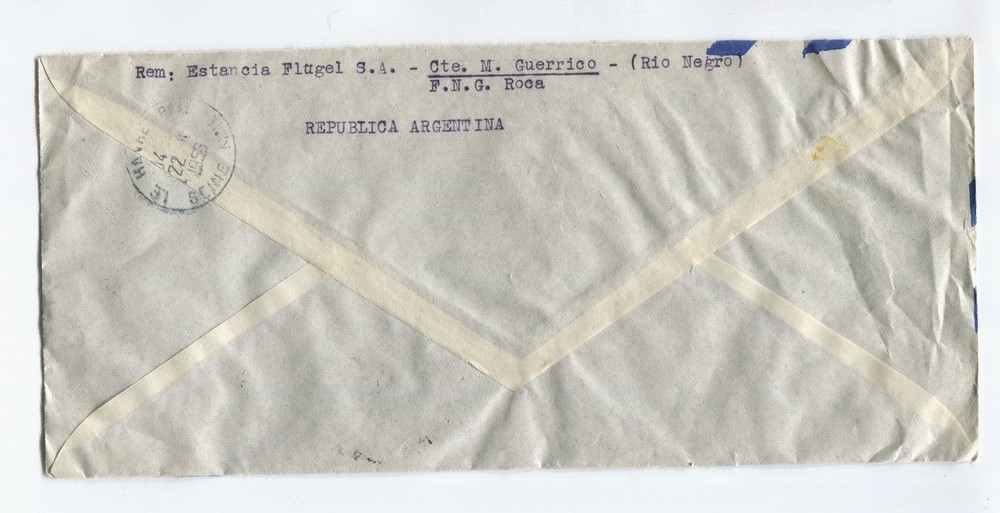 Rem: Estancia Flügel S.A. - Cte. M. Guerrico - (Rio Negro)
F.N.G. Roca
REPUBLICA ARGENTINA
LE HAVRE
14
22
1956
SEINE